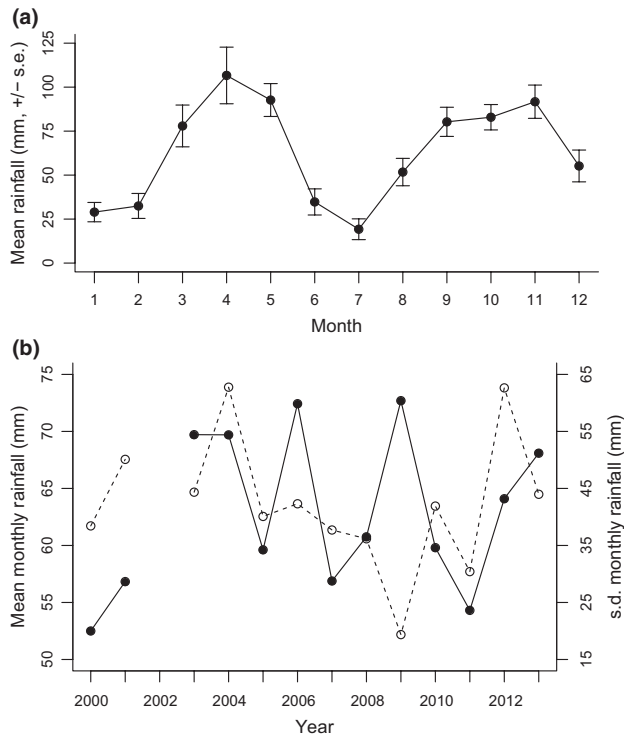 (a)
Mean rainfall (mm, +/− s.e.)
125
100
75
50
25
0
1 2 3 4 5 6 7 8 9 10 11 12
Month
(b)
Mean monthly rainfall (mm)
75
70
65
60
55
50
65
55
45
35
25
15
s.d. monthly rainfall (mm)
2000 2002 2004 2006 2008 2010 2012
Year